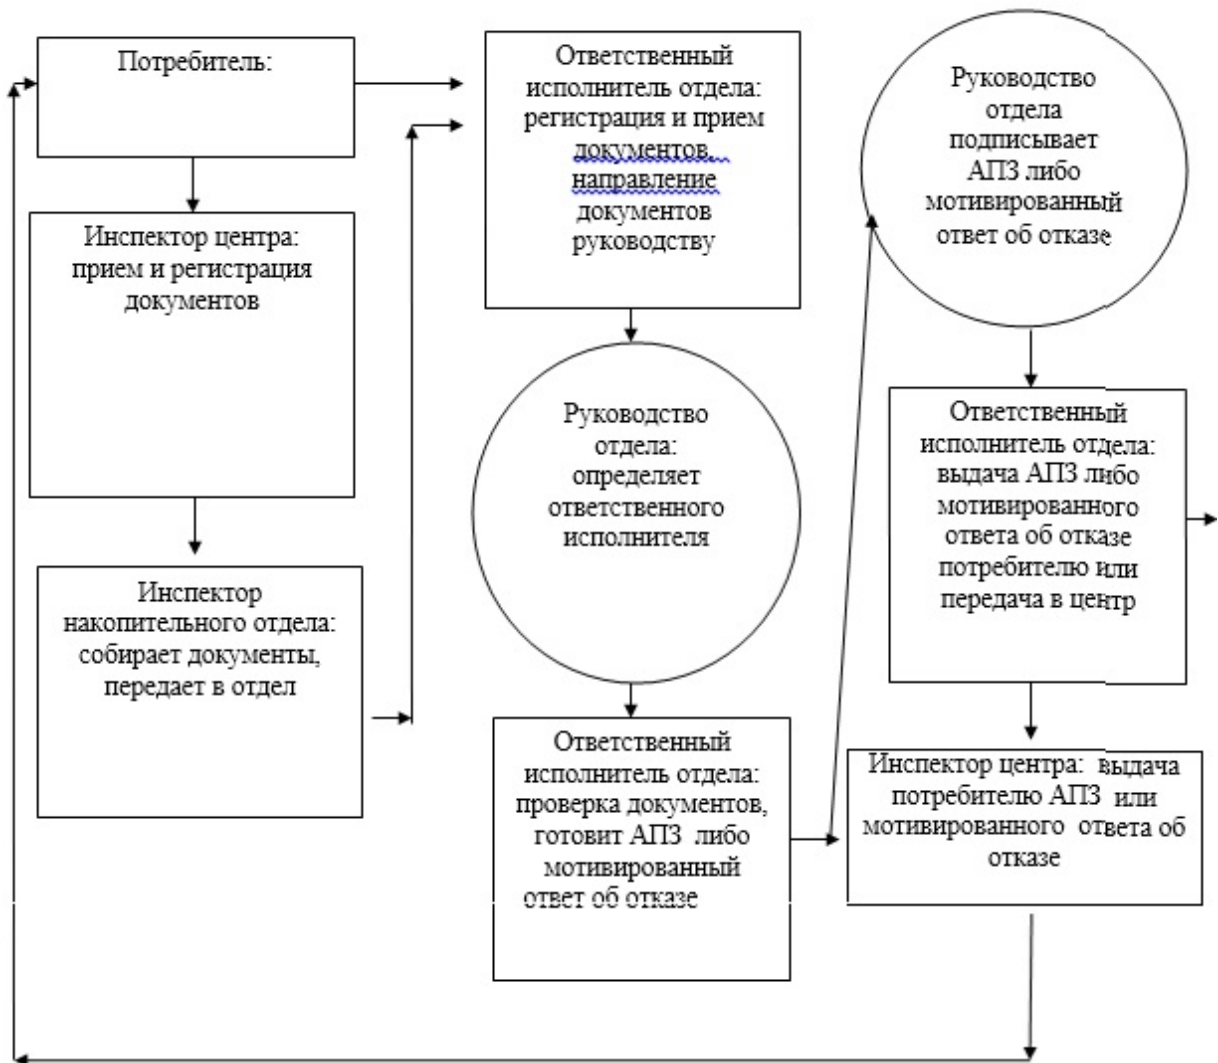 Потребитель:
Инспектор центра:
прием и регистрация
документов
Инспектор
накопительного отдела:
собирает документы,
передает в отдел
Ответственный
исполнитель отдела:
регистрация и прием
документов,
направление
документов
руководству
Руководство
отдела:
определяет
ответственного
исполнителя
Ответственный
исполнитель отдела:
проверка документов,
готовит АПЗ либо
мотивированный
ответ об отказе
Руководство
отдела
подписывает
АПЗ либо
мотивированный
ответ об отказе
Ответственный
исполнитель отдела:
выдача АПЗ либо
мотивированного
ответа об отказе
потребителю или
передача в центр
Инспектор центра: выдача
потребителю АПЗ или
мотивированного ответа об
отказе